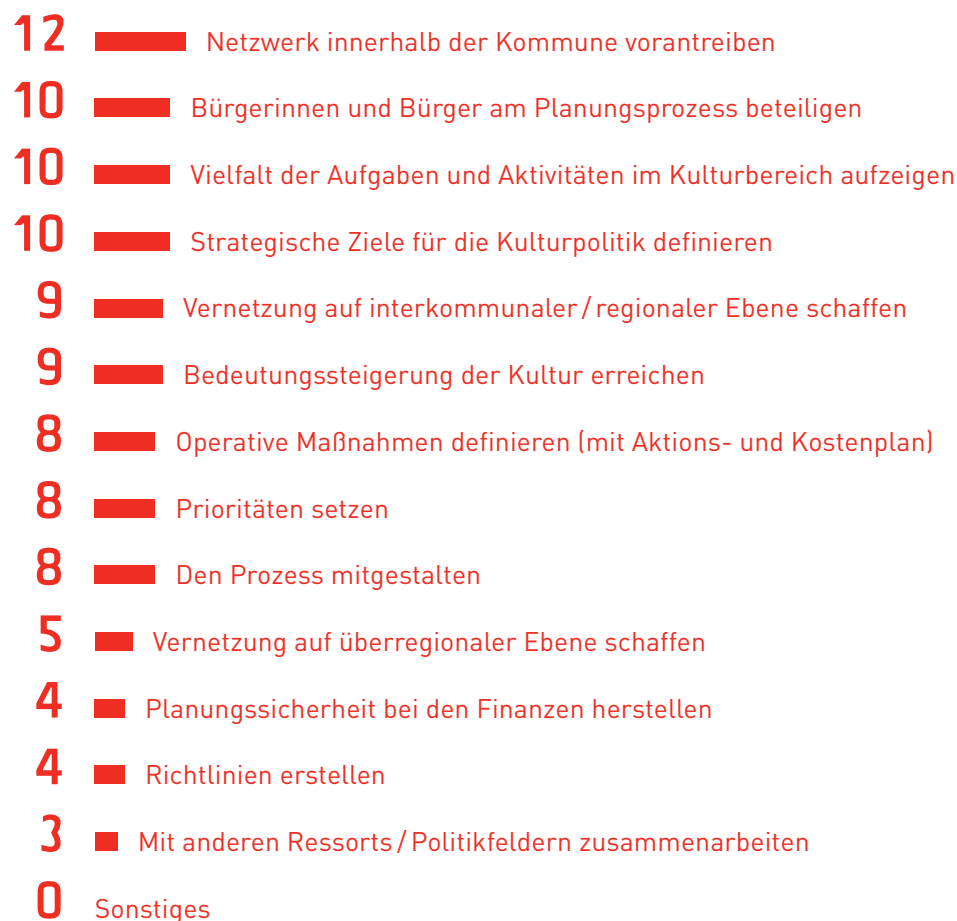 12 Netzwerk innerhalb der Kommune vorantreiben
10 Bürgerinnen und Bürger am Planungsprozess beteiligen
10 Vielfalt der Aufgaben und Aktivitäten im Kulturbereich aufzeigen
10 Strategische Ziele für die Kulturpolitik definieren
9 Vernetzung auf interkommunaler / regionaler Ebene schaffen
9 Bedeutungssteigerung der Kultur erreichen
8 Operative Maßnahmen definieren (mit Aktions- und Kostenplan)
8 Prioritäten setzen
8 Den Prozess mitgestalten
5 Vernetzung auf überregionaler Ebene schaffen
4 Planungssicherheit bei den Finanzen herstellen
4 Richtlinien erstellen
3 Mit anderen Ressorts / Politikfeldern zusammenarbeiten
0 Sonstiges